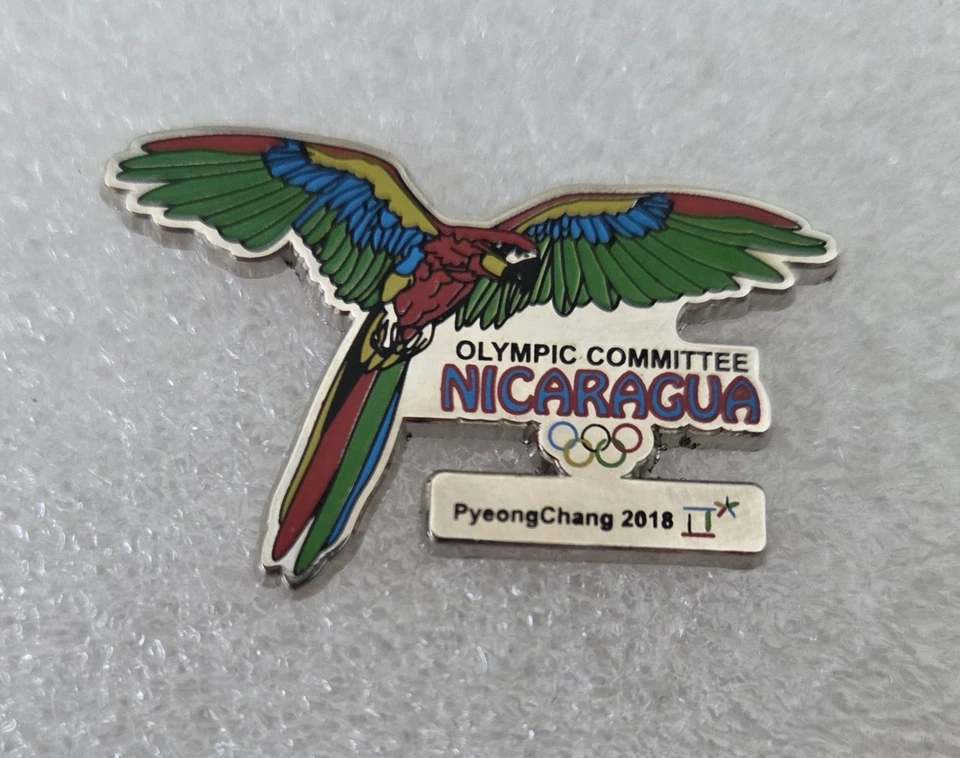 OLYMPIC COMMITTEE
NICARAGUA
PyeongChang 2018